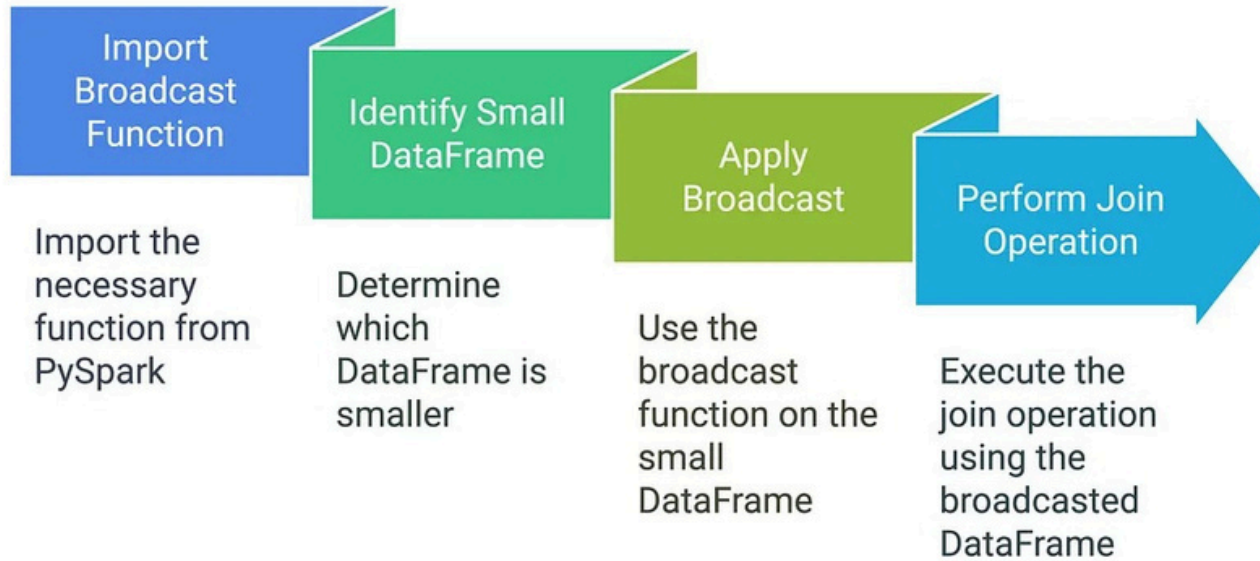 Import
Broadcast
Function
Import the
necessary
function from
PySpark
Identify Small
DataFrame
Determine
which
DataFrame is
smaller
Apply
Broadcast
Use the
broadcast
function on the
small
DataFrame
Perform Join
Operation
Execute the
join operation
using the
broadcasted
DataFrame